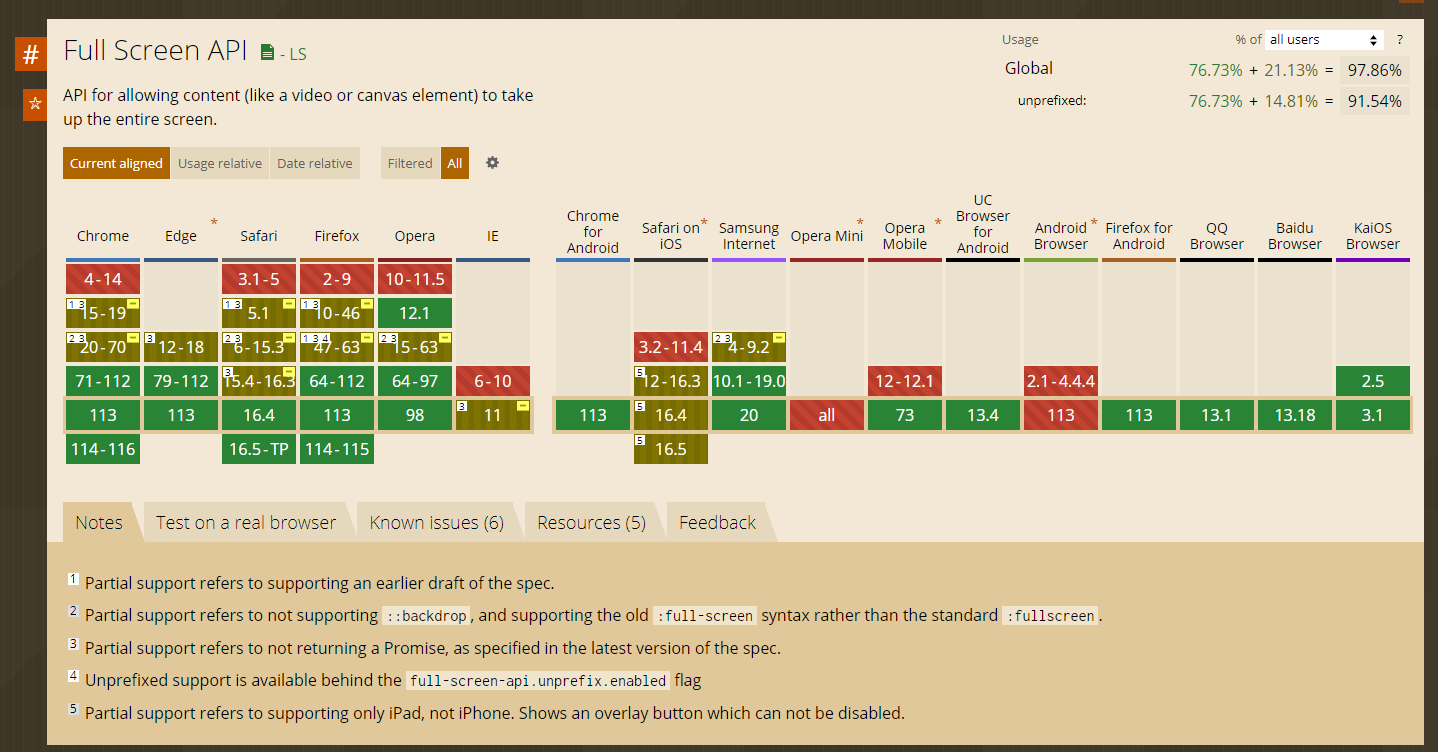 #
☆
Full Screen API - LS
API for allowing content (like a video or canvas element) to take
up the entire screen.
Usage % of all users ?
Global 76.73% + 21.13% = 97.86%
unprefixed: 76.73% + 14.81% = 91.54%
Current aligned Usage relative Date relative Filtered All
Chrome Edge * Safari Firefox Opera IE
Chrome for Android Safari on iOS * Samsung Internet Opera Mini * Opera Mobile * UC Browser for Android Android Browser * Firefox for Android QQ Browser Baidu Browser KaiOS Browser
4-14 3.1-5 2-9 10-11.5
1 3 15-19 1 3 5.1 1 3 10-46 12.1
2 3 20-70 3 12-18 2 3 6-15.3 1 3 4 47-63 2 3 15-63 3.2-11.4 2 3 4-9.2
71-112 79-112 3 15.4-16.3 64-112 64-97 6-10 5 12-16.3 10.1-19.0 12-12.1 2.1-4.4.4 2.5
113 113 16.4 113 98 3 11 113 5 16.4 20 all 73 13.4 113 113 13.1 13.18 3.1
114-116 16.5-TP 114-115 5 16.5
Notes Test on a real browser Known issues (6) Resources (5) Feedback
1 Partial support refers to supporting an earlier draft of the spec.
2 Partial support refers to not supporting ::backdrop, and supporting the old :full-screen syntax rather than the standard :fullscreen.
3 Partial support refers to not returning a Promise, as specified in the latest version of the spec.
4 Unprefixed support is available behind the full-screen-api.unprefix.enabled flag
5 Partial support refers to supporting only iPad, not iPhone. Shows an overlay button which can not be disabled.